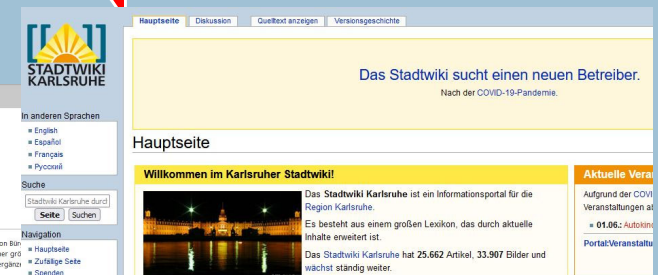 Hauptseite Diskussion Quelltext anzeigen Versionsgeschichte
STADTWIKI
KARLSRUHE
Das Stadtwiki sucht einen neuen Betreiber.
Nach der COVID-19-Pandemie.
In anderen Sprachen
English
Español
Français
Русский
Suche
Stadtwiki Karlsruhe durch
Seite Suchen
Navigation
Hauptseite
Zufällige Seite
Spenden
Hauptseite
Willkommen im Karlsruher Stadtwiki!
Das Stadtwiki Karlsruhe ist ein Informationsportal für die
Region Karlsruhe.
Es besteht aus einem großen Lexikon, das durch aktuelle
Inhalte erweitert ist.
Das Stadtwiki Karlsruhe hat 25.662 Artikel, 33.907 Bilder und
wächst ständig weiter.
Aktuelle Vera
Aufgrund der COVI
Veranstaltungen a
01.06.: Autokino
Portal:Veranstaltu